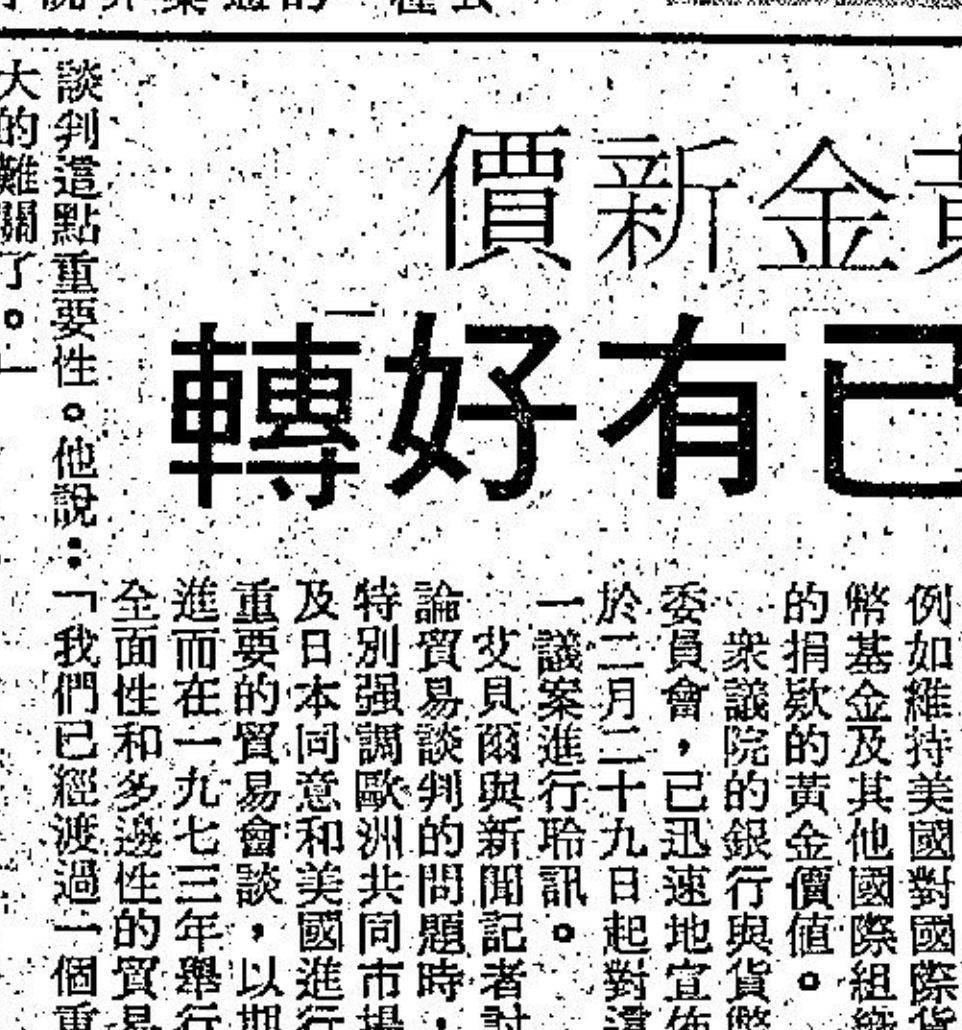 金新價
已有好轉
例如維持美國對國際貨
幣基金及其他國際組織
的捐欵的黃金價值。
衆議院的銀行與貨幣
委員會，已迅速地宣佈
於二月二十九日起對這
一議案進行聆訊。
艾貝爾與新聞記者討
論貿易談判的問題時，
特別强調歐洲共同市場
及日本同意和美國進行
重要的貿易會談，以期
進而在一九七三年舉行
全面性和多邊性的貿易
談判這點重要性。他說：「我們已經渡過一個重
大的難關了。」